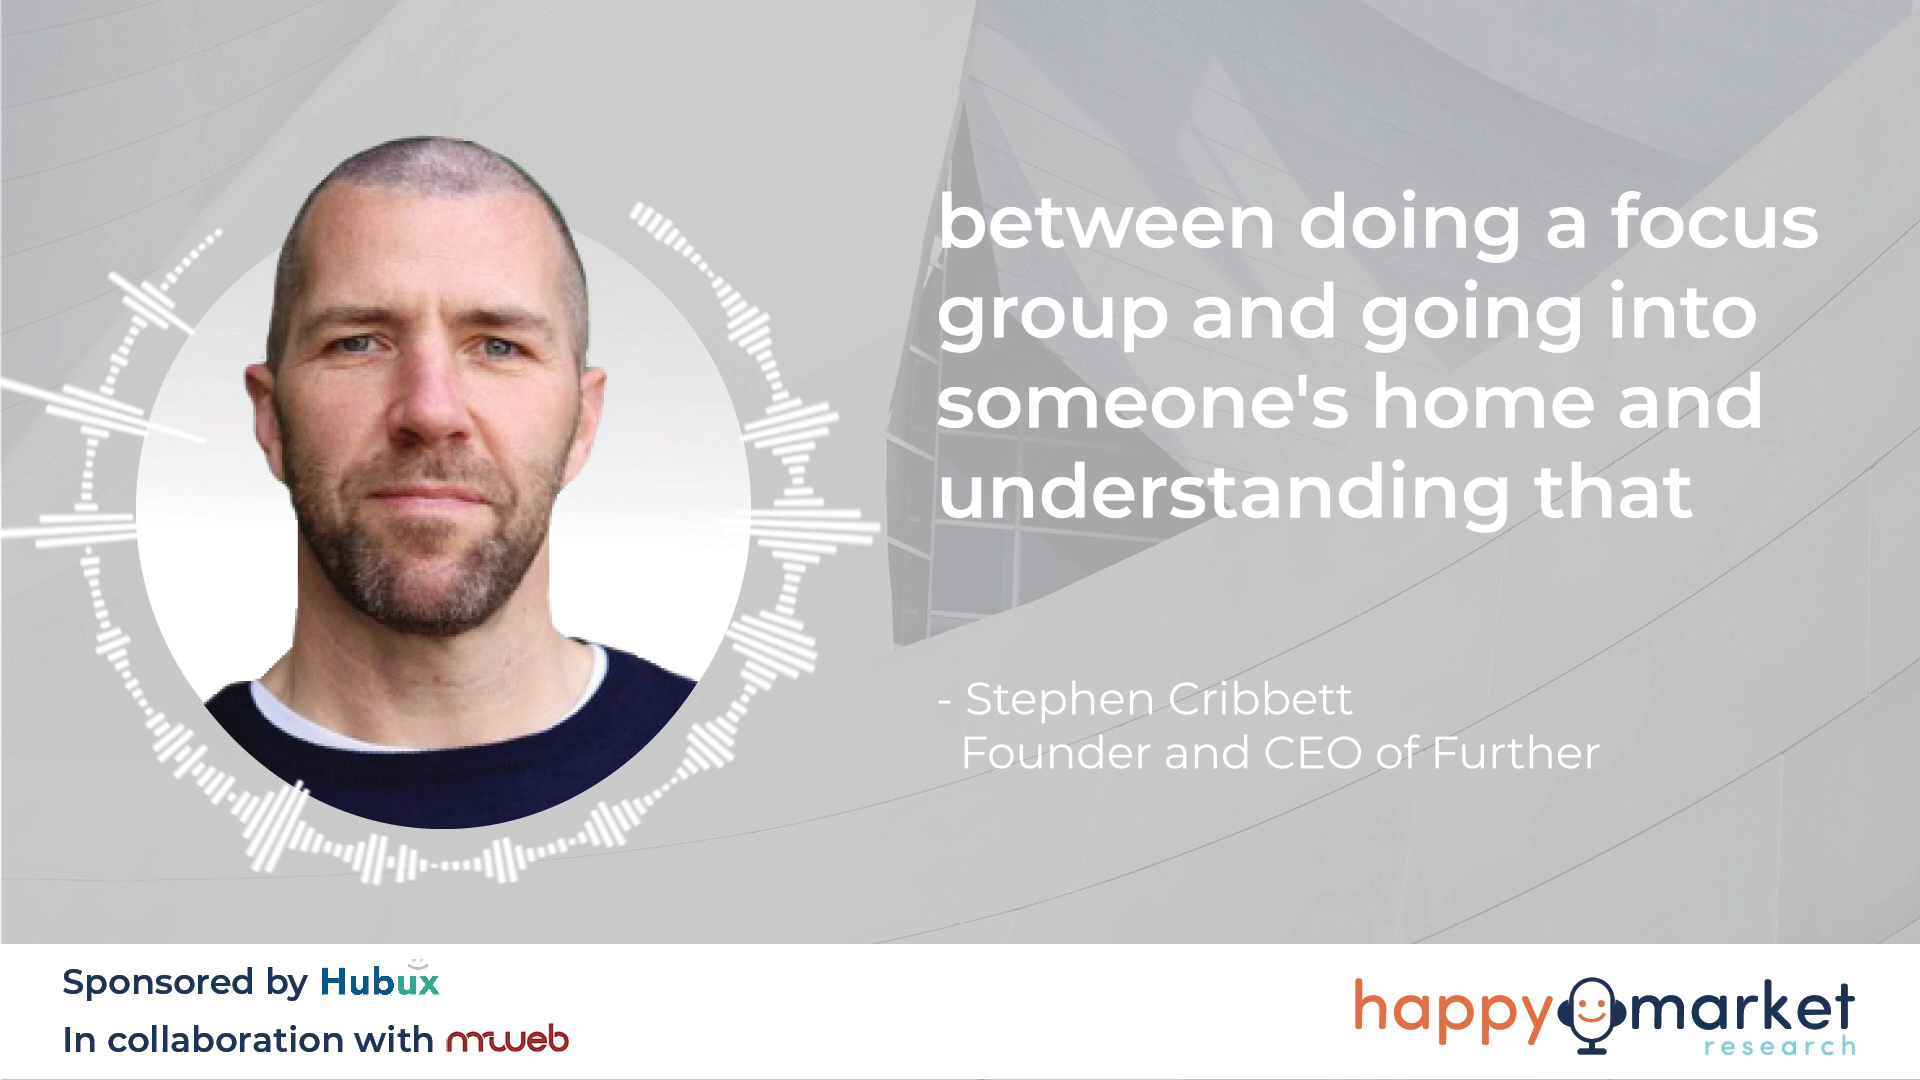 between doing a focus
group and going into
someone's home and
understanding that
- Stephen Cribbett
Founder and CEO of Further
Sponsored by Hubux
In collaboration with mrweb
happy market
research